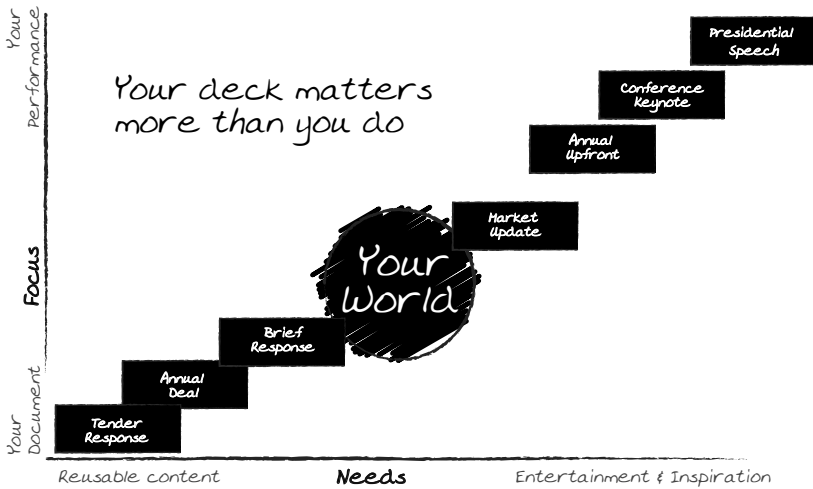 Your
Performance
Presidential
Speech
Conference
Keynote
Your deck matters
more than you do
Annual
Upfront
Market
Update
Focus
Your
World
Brief
Response
Annual
Deal
Your
Document
Tender
Response
Reusable content
Needs
Entertainment & Inspiration